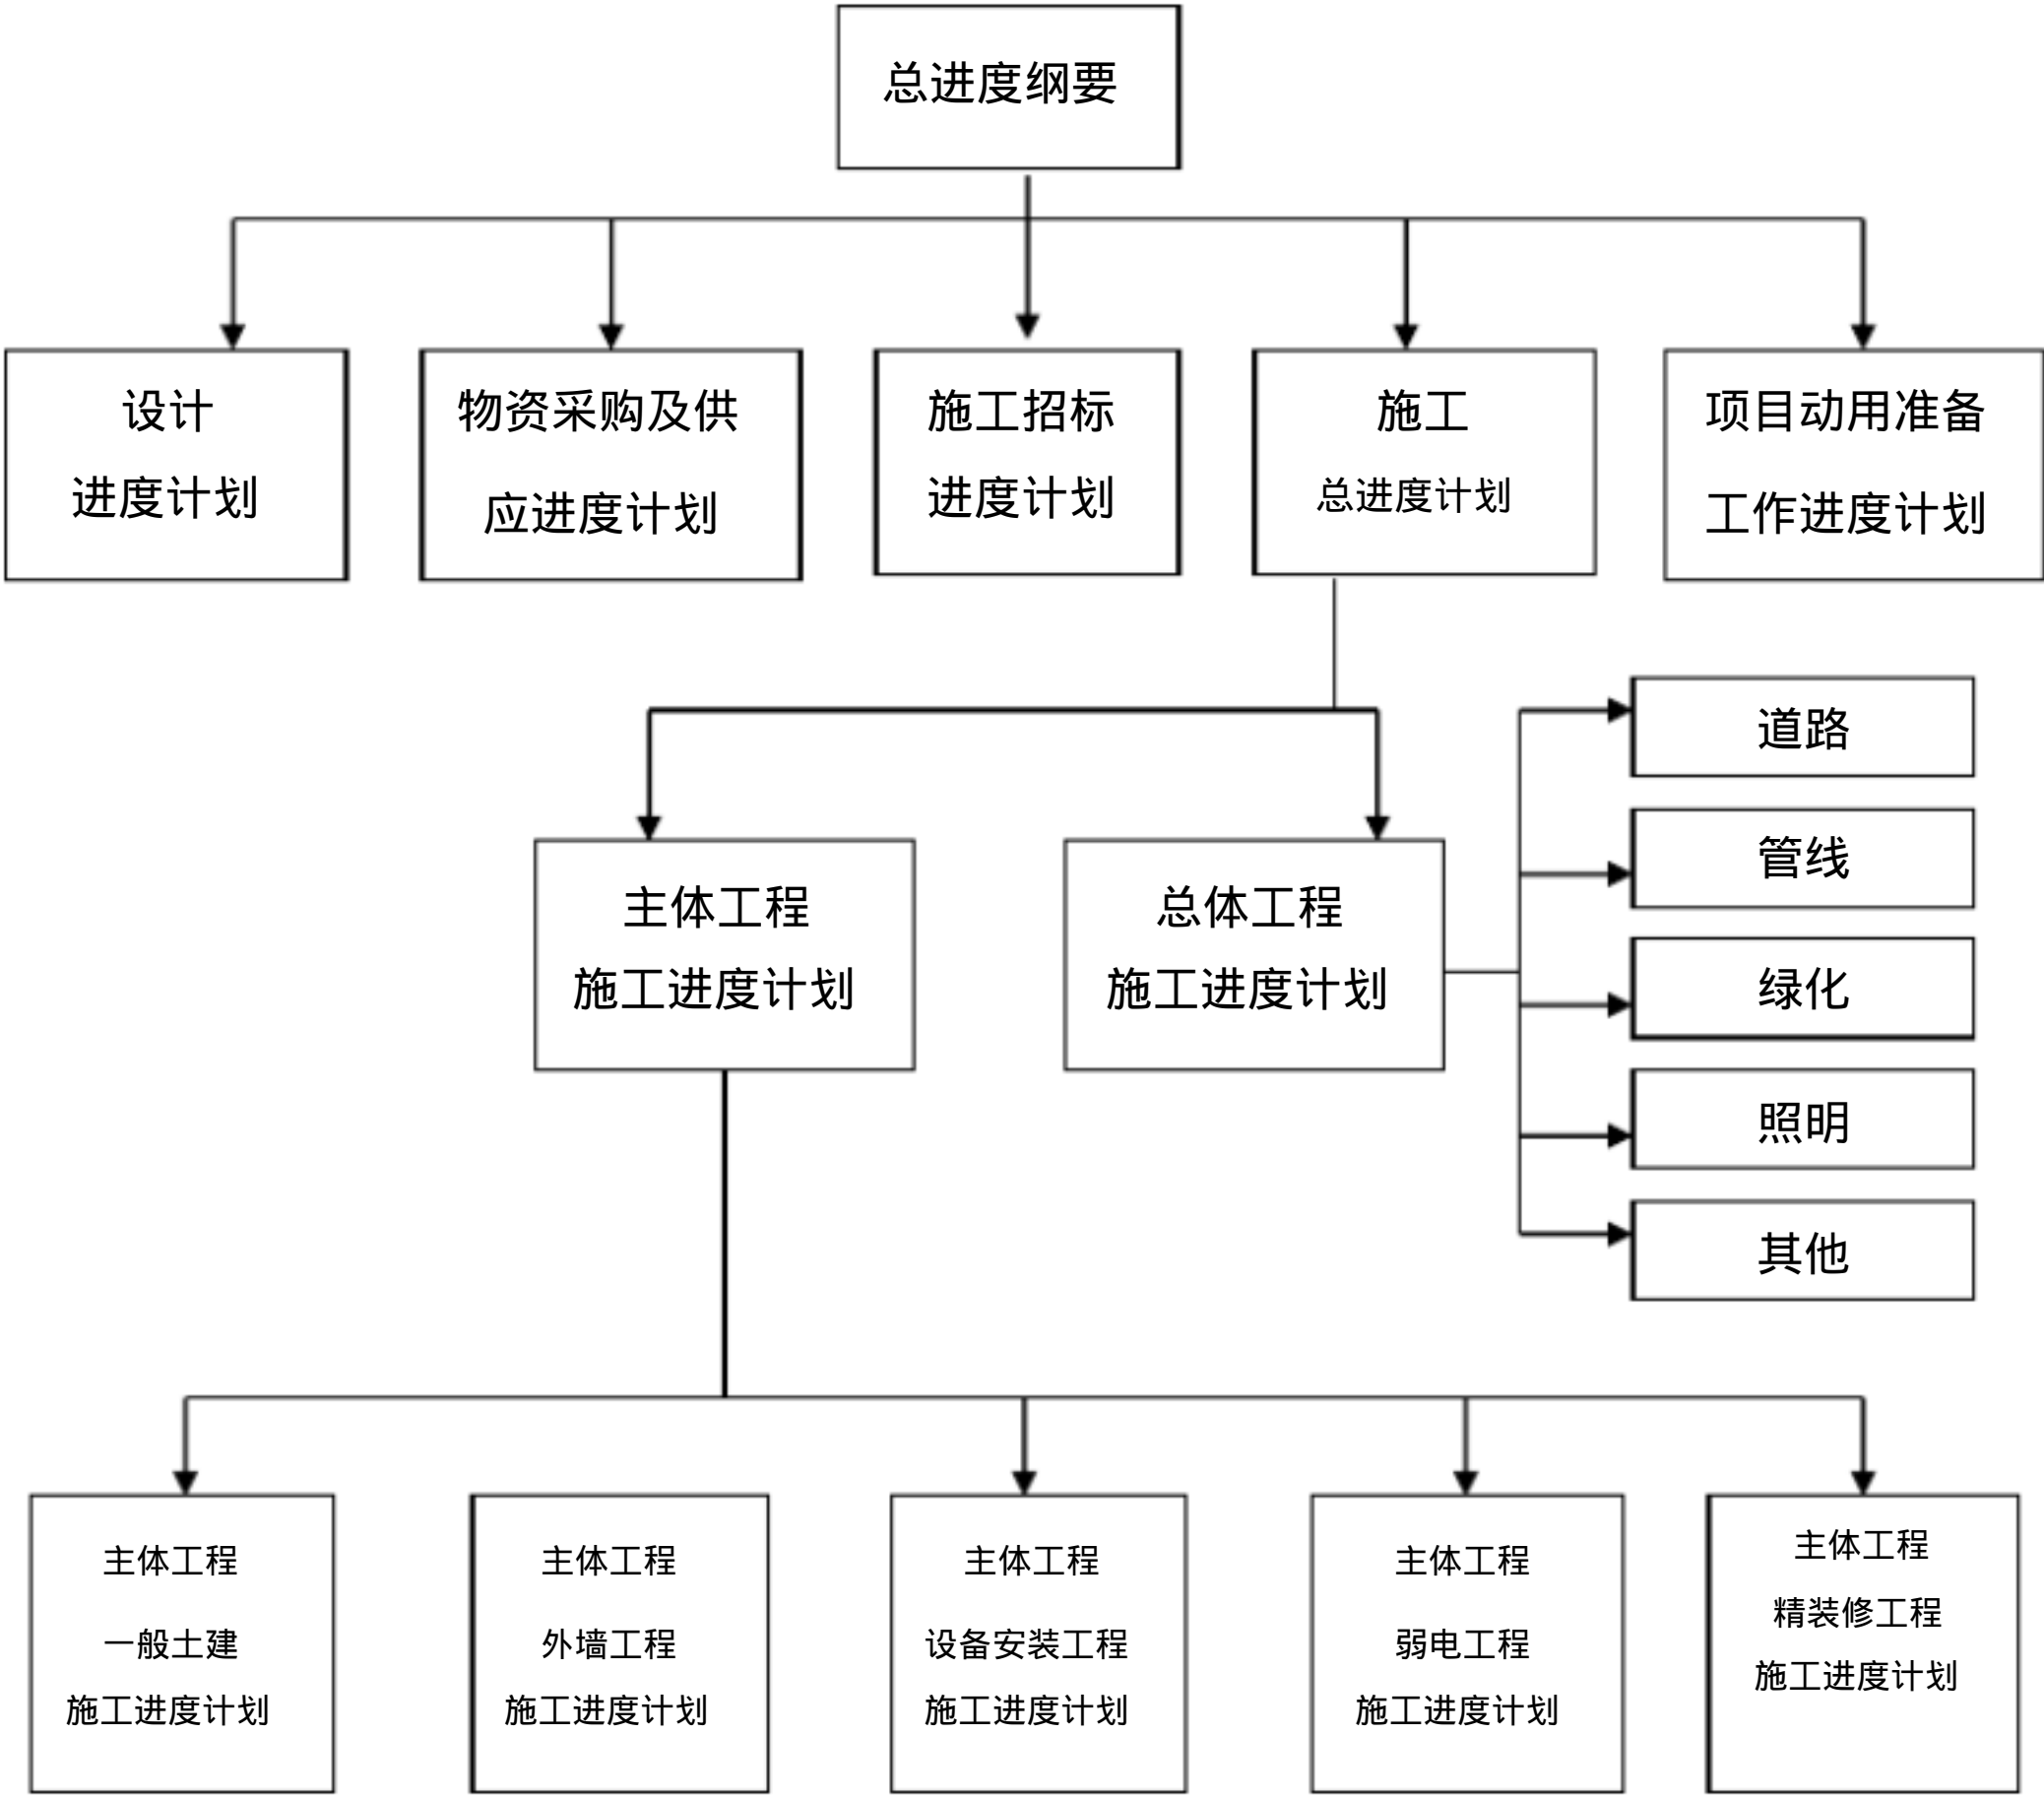 总进度纲要
设计
进度计划
物资采购及供
应进度计划
施工招标
进度计划
施工
总进度计划
项目动用准备
工作进度计划
道路
管线
绿化
照明
其他
主体工程
施工进度计划
总体工程
施工进度计划
主体工程
一般土建
施工进度计划
主体工程
外墙工程
施工进度计划
主体工程
设备安装工程
施工进度计划
主体工程
弱电工程
施工进度计划
主体工程
精装修工程
施工进度计划